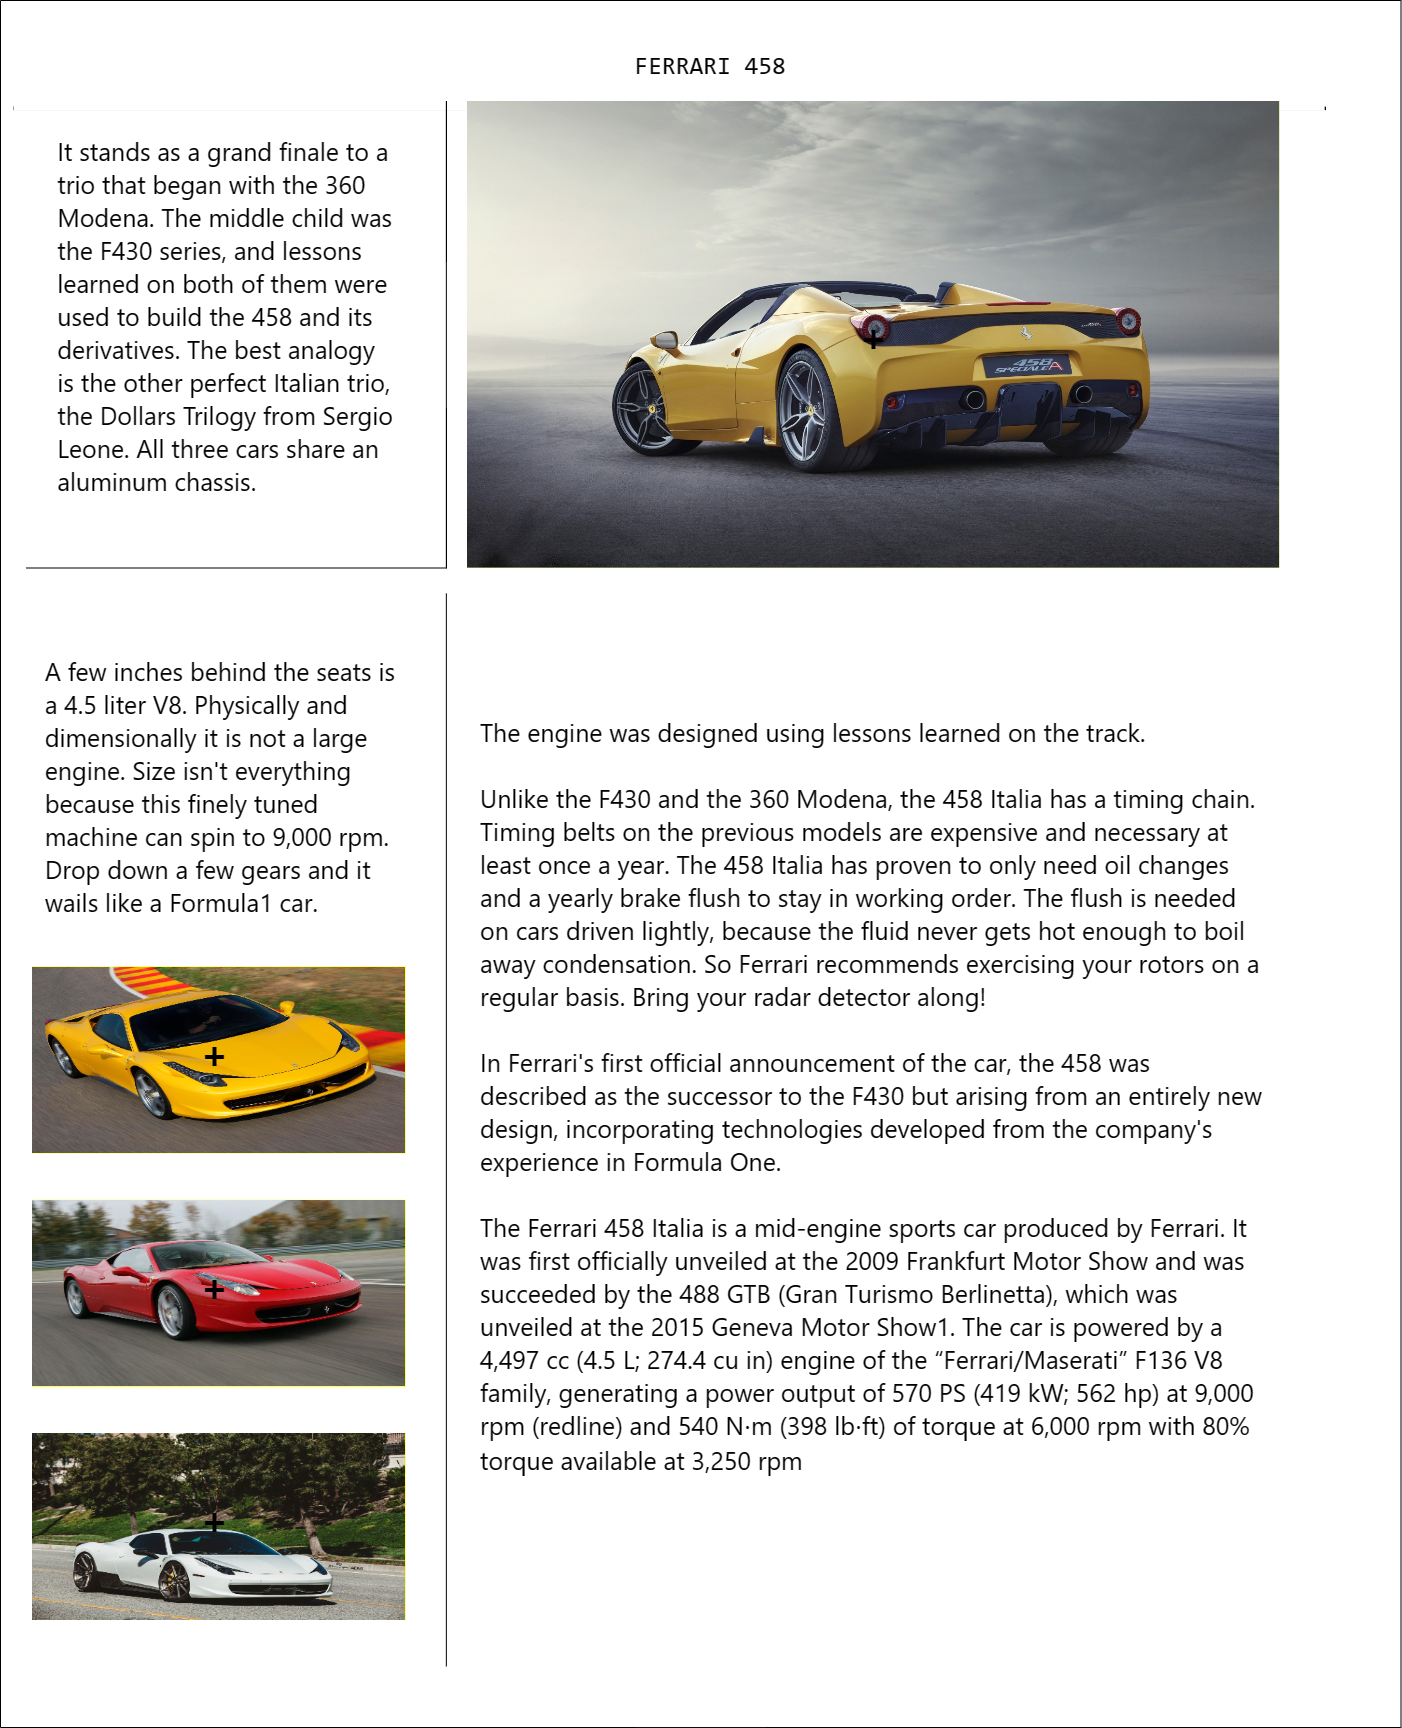 FERRARI 458
It stands as a grand finale to a
trio that began with the 360
Modena. The middle child was
the F430 series, and lessons
learned on both of them were
used to build the 458 and its
derivatives. The best analogy
is the other perfect Italian trio,
the Dollars Trilogy from Sergio
Leone. All three cars share an
aluminum chassis.
458
SPECIALE A
A few inches behind the seats is
a 4.5 liter V8. Physically and
dimensionally it is not a large
engine. Size isn't everything
because this finely tuned
machine can spin to 9,000 rpm.
Drop down a few gears and it
wails like a Formula1 car.
The engine was designed using lessons learned on the track.
Unlike the F430 and the 360 Modena, the 458 Italia has a timing chain.
Timing belts on the previous models are expensive and necessary at
least once a year. The 458 Italia has proven to only need oil changes
and a yearly brake flush to stay in working order. The flush is needed
on cars driven lightly, because the fluid never gets hot enough to boil
away condensation. So Ferrari recommends exercising your rotors on a
regular basis. Bring your radar detector along!
In Ferrari's first official announcement of the car, the 458 was
described as the successor to the F430 but arising from an entirely new
design, incorporating technologies developed from the company's
experience in Formula One.
The Ferrari 458 Italia is a mid-engine sports car produced by Ferrari. It
was first officially unveiled at the 2009 Frankfurt Motor Show and was
succeeded by the 488 GTB (Gran Turismo Berlinetta), which was
unveiled at the 2015 Geneva Motor Show1. The car is powered by a
4,497 cc (4.5 L; 274.4 cu in) engine of the “Ferrari/Maserati” F136 V8
family, generating a power output of 570 PS (419 kW; 562 hp) at 9,000
rpm (redline) and 540 N·m (398 lb·ft) of torque at 6,000 rpm with 80%
torque available at 3,250 rpm